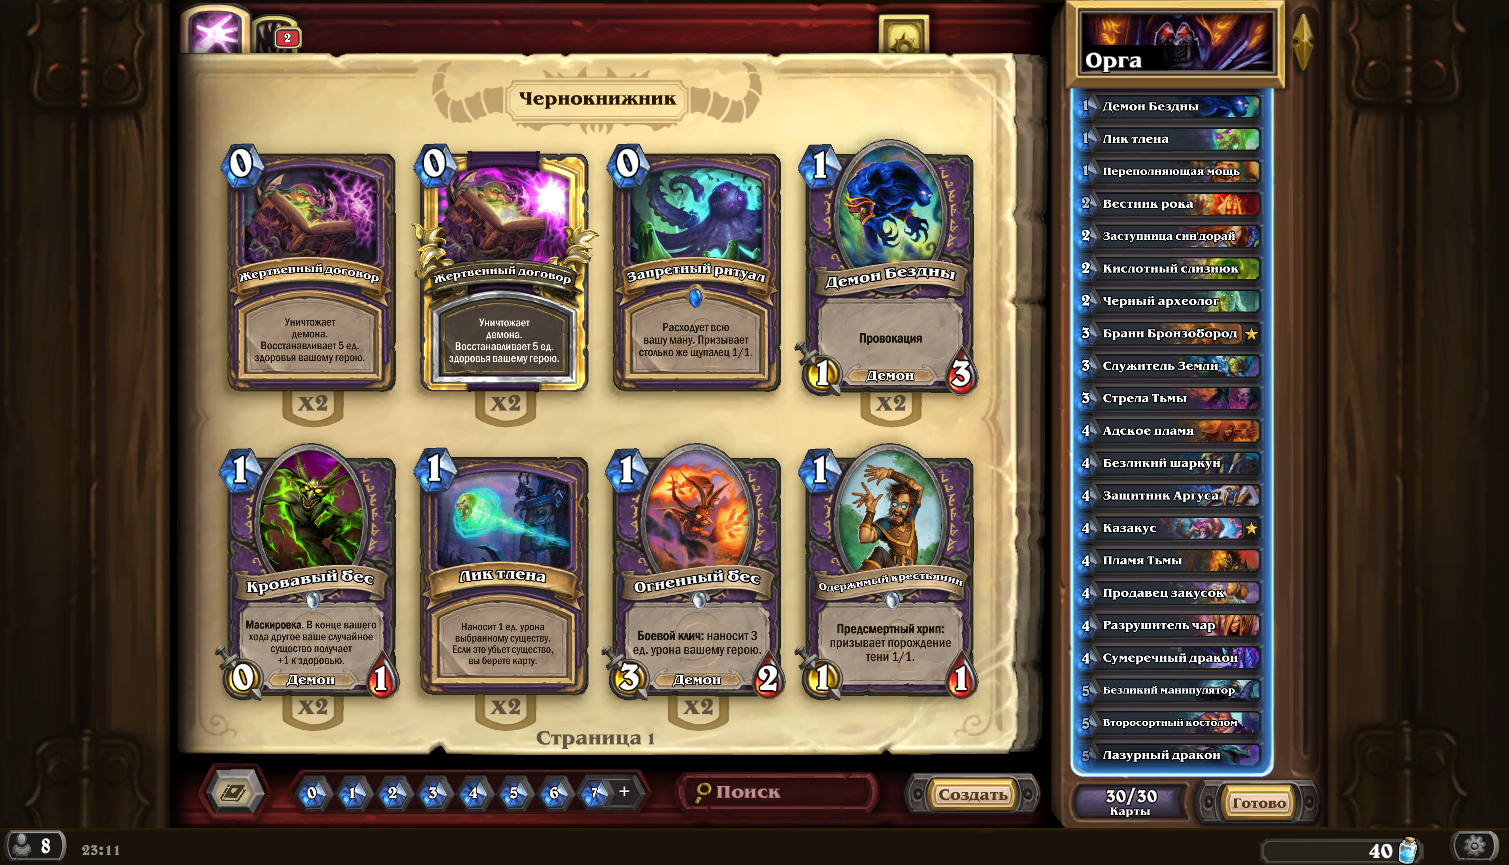 2
Чернокнижник
0
Жертвенный договор
Уничтожает
демона.
Восстанавливает 5 ед.
здоровья вашему герою.
X2
0
Жертвенный договор
Уничтожает
демона.
Восстанавливает 5 ед.
здоровья вашему герою.
X2
0
Запретный ритуал
Расходует всю
вашу ману. Призывает
столько же щупалец 1/1.
1
Демон Бездны
Провокация
1
Демон
3
X2
1
Кровавый бес
Маскировка. В конце вашего
хода другое ваше случайное
существо получает
+1 к здоровью.
0
Демон
1
X2
1
Лик тлена
Наносит 1 ед. урона
выбранному существу.
Если это убьет существо,
вы берете карту.
X2
1
Огненный бес
Боевой клич: наносит 3
ед. урона вашему герою.
3
Демон
2
X2
1
Одержимый крестьянин
Предсмертный хрип:
призывает порождение
тени 1/1.
1
1
Страница 1
0 1 2 3 4 5 6 7 +
Поиск
Создать
Орга
1 Демон Бездны
1 Лик тлена
1 Переполняющая мощь
2 Вестник рока
2 Заступница син'дорай
2 Кислотный слизнюк
2 Черный археолог
3 Бранн Бронзобород
3 Служитель Земли
3 Стрела Тьмы
4 Адское пламя
4 Безликий шаркун
4 Защитник Аргуса
4 Казакус
4 Пламя Тьмы
4 Продавец закусок
4 Разрушитель чар
4 Сумеречный дракон
5 Безликий манипулятор
5 Второсортный костолом
5 Лазурный дракон
30/30
Карты
Готово
8
23:11
40